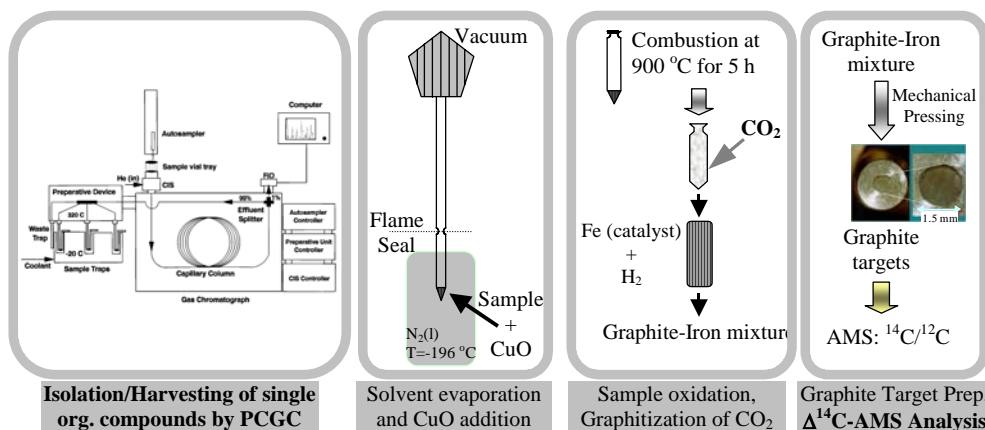 Autosampler
Sample vial tray
He (in)
CIS
Computer
FID
Preparative Device
99%
1%
Effluent
Splitter
320 C
Waste
Trap
-20 C
Coolant
Sample Traps
Capillary Column
Gas Chromatograph
Autosampler
Controller
Preparative Unit
Controller
CIS Controller
Isolation/Harvesting of single
org. compounds by PCGC
Vacuum
Flame
Seal
Sample
+
CuO
N2(l)
T=-196 °C
Solvent evaporation
and CuO addition
Combustion at
900 °C for 5 h
CO2
Fe (catalyst)
+
H2
Graphite-Iron mixture
Sample oxidation,
Graphitization of CO2
Graphite-Iron
mixture
Mechanical
Pressing
1.5 mm
Graphite
targets
AMS: 14C/12C
Graphite Target Prep,
Δ14C-AMS Analysis